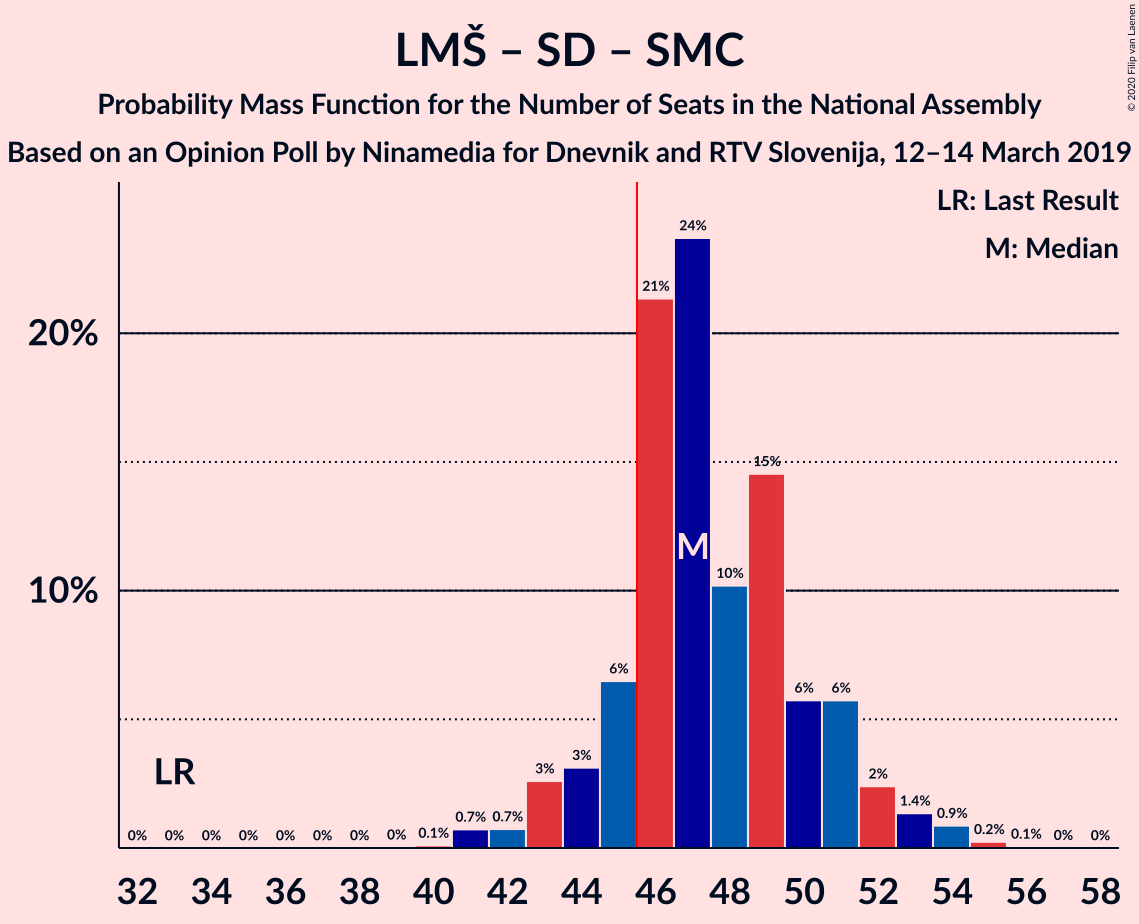 LMŠ – SD – SMC
Probability Mass Function for the Number of Seats in the National Assembly
Based on an Opinion Poll by Ninamedia for Dnevnik and RTV Slovenija, 12–14 March 2019
© 2020 Filip van Laenen
LR: Last Result
M: Median
20%
10%
0% 0% 0% 0% 0% 0% 0% 0% 0.1% 0.7% 0.7% 3% 3% 6% 21% 24% 10% 15% 6% 6% 2% 1.4% 0.9% 0.2% 0.1% 0% 0%
M
LR
32 34 36 38 40 42 44 46 48 50 52 54 56 58